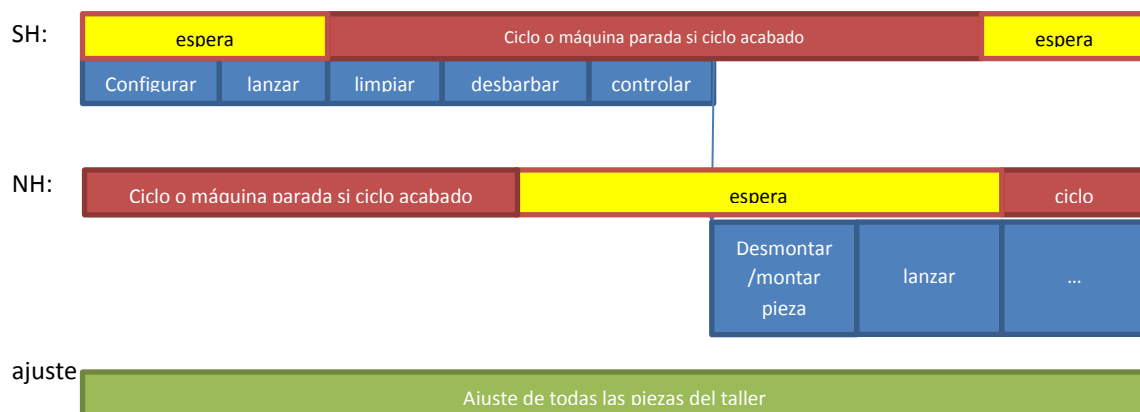 SH:
espera
Ciclo o máquina parada si ciclo acabado
espera
Configurar
lanzar
limpiar
desbarbar
controlar
NH:
Ciclo o máquina parada si ciclo acabado
espera
ciclo
Desmontar
/montar
pieza
lanzar
...
ajuste
Ajuste de todas las piezas del taller